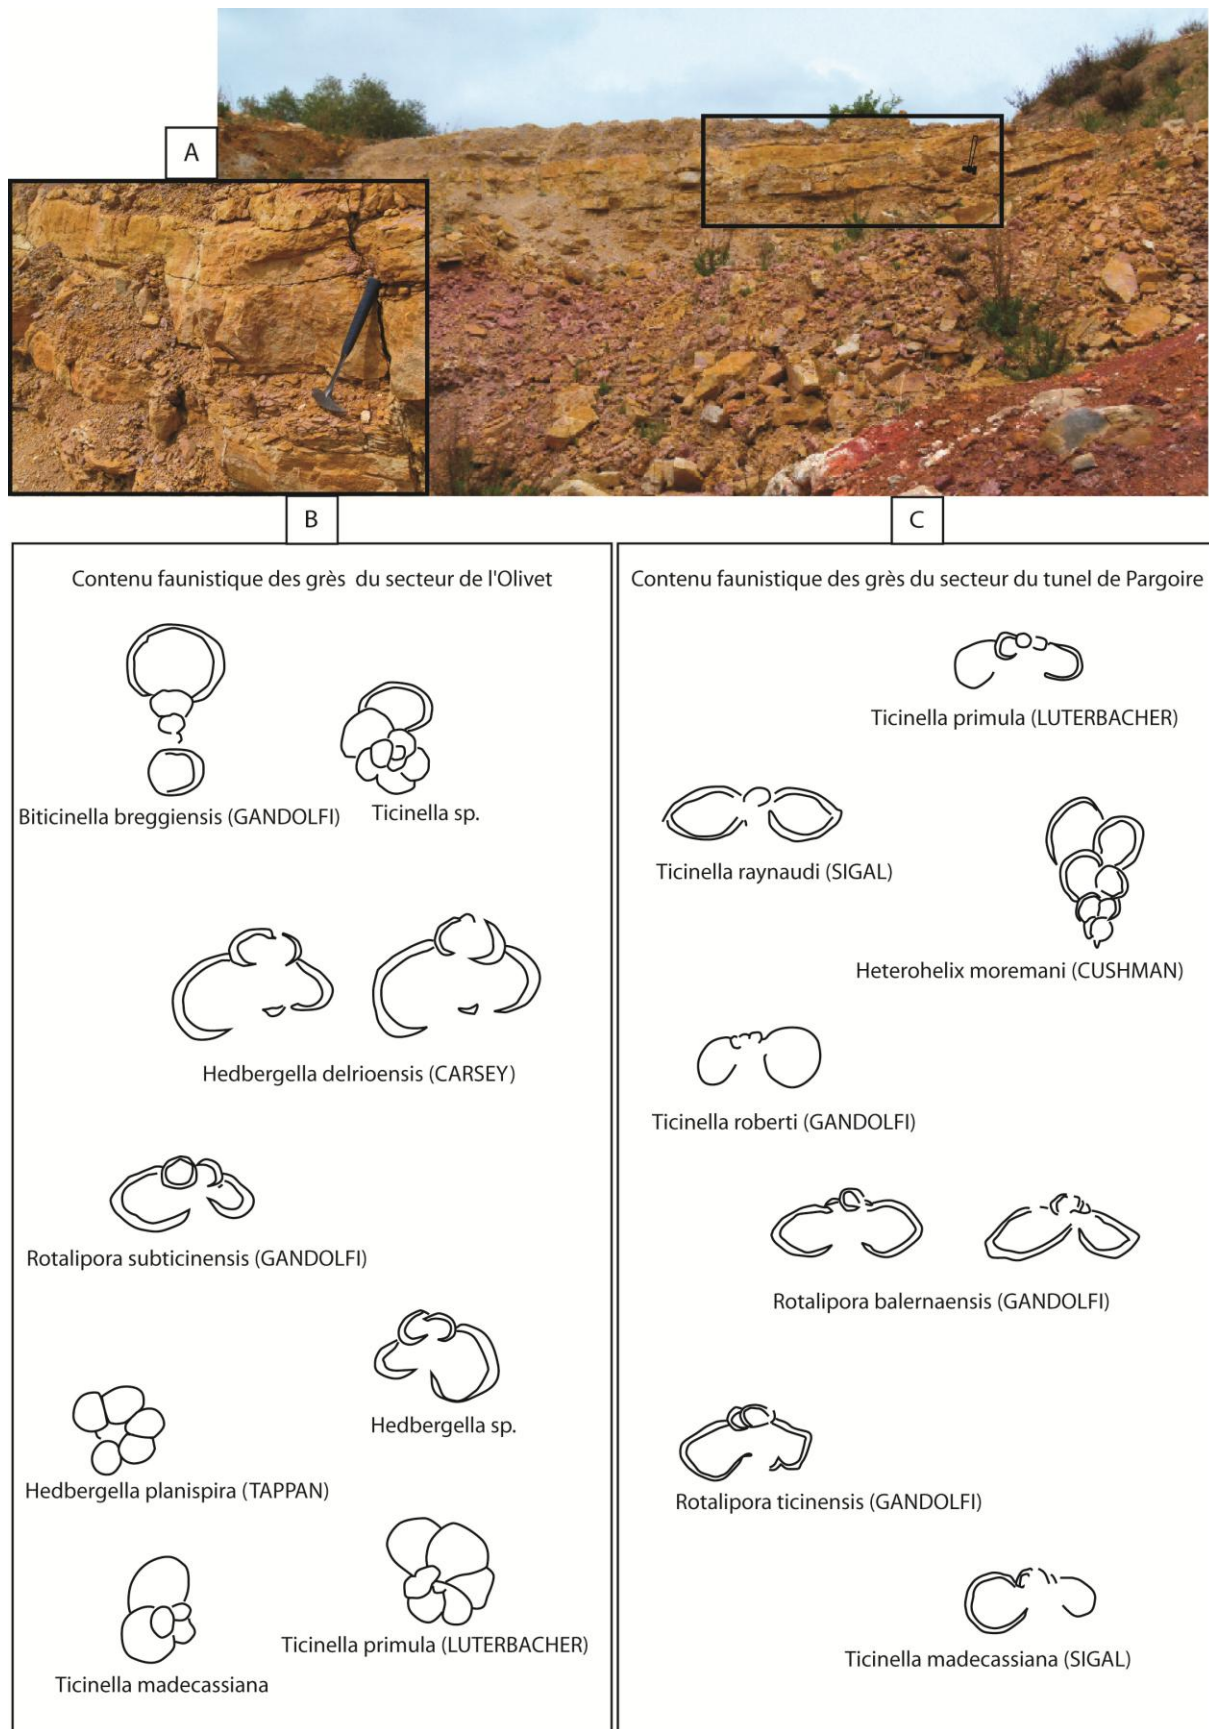 A
B
C
Contenu faunistique des grès du secteur de l'Olivet
Biticinella breggiensis (GANDOLFI)
Ticinella sp.
Hedbergella delrioensis (CARSEY)
Rotalipora subticinensis (GANDOLFI)
Hedbergella sp.
Hedbergella planispira (TAPPAN)
Ticinella primula (LUTERBACHER)
Ticinella madecassiana
Contenu faunistique des grès du secteur du tunel de Pargoire
Ticinella primula (LUTERBACHER)
Ticinella raynaudi (SIGAL)
Heterohelix moremani (CUSHMAN)
Ticinella roberti (GANDOLFI)
Rotalipora balernaensis (GANDOLFI)
Rotalipora ticinensis (GANDOLFI)
Ticinella madecassiana (SIGAL)